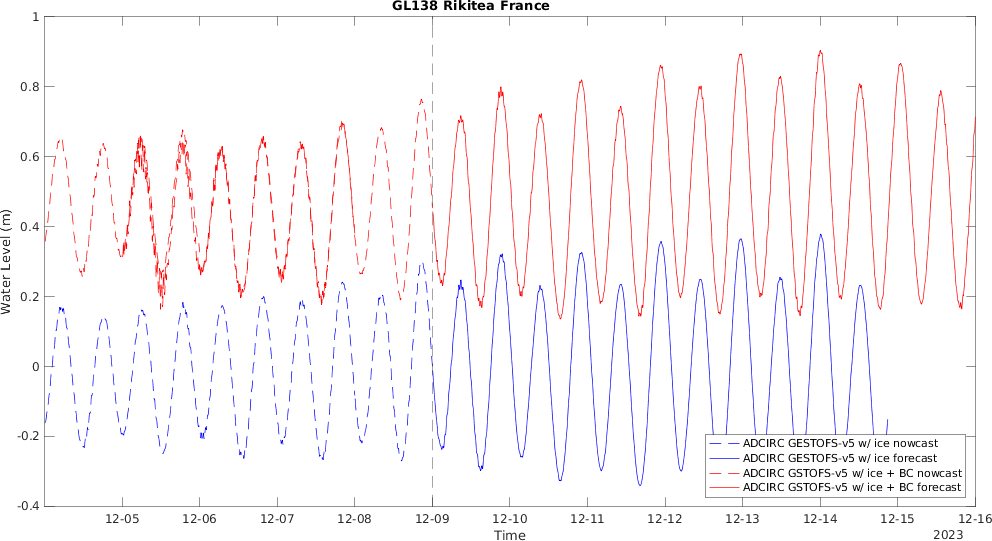 GL138 Rikitea France
Water Level (m)
1
0.8
0.6
0.4
0.2
0
-0.2
-0.4
ADCIRC GESTOFS-v5 w/ ice nowcast
ADCIRC GESTOFS-v5 w/ ice forecast
ADCIRC GSTOFS-v5 w/ ice + BC nowcast
ADCIRC GSTOFS-v5 w/ ice + BC forecast
12-05 12-06 12-07 12-08 12-09 12-10 12-11 12-12 12-13 12-14 12-15 12-16
Time
2023